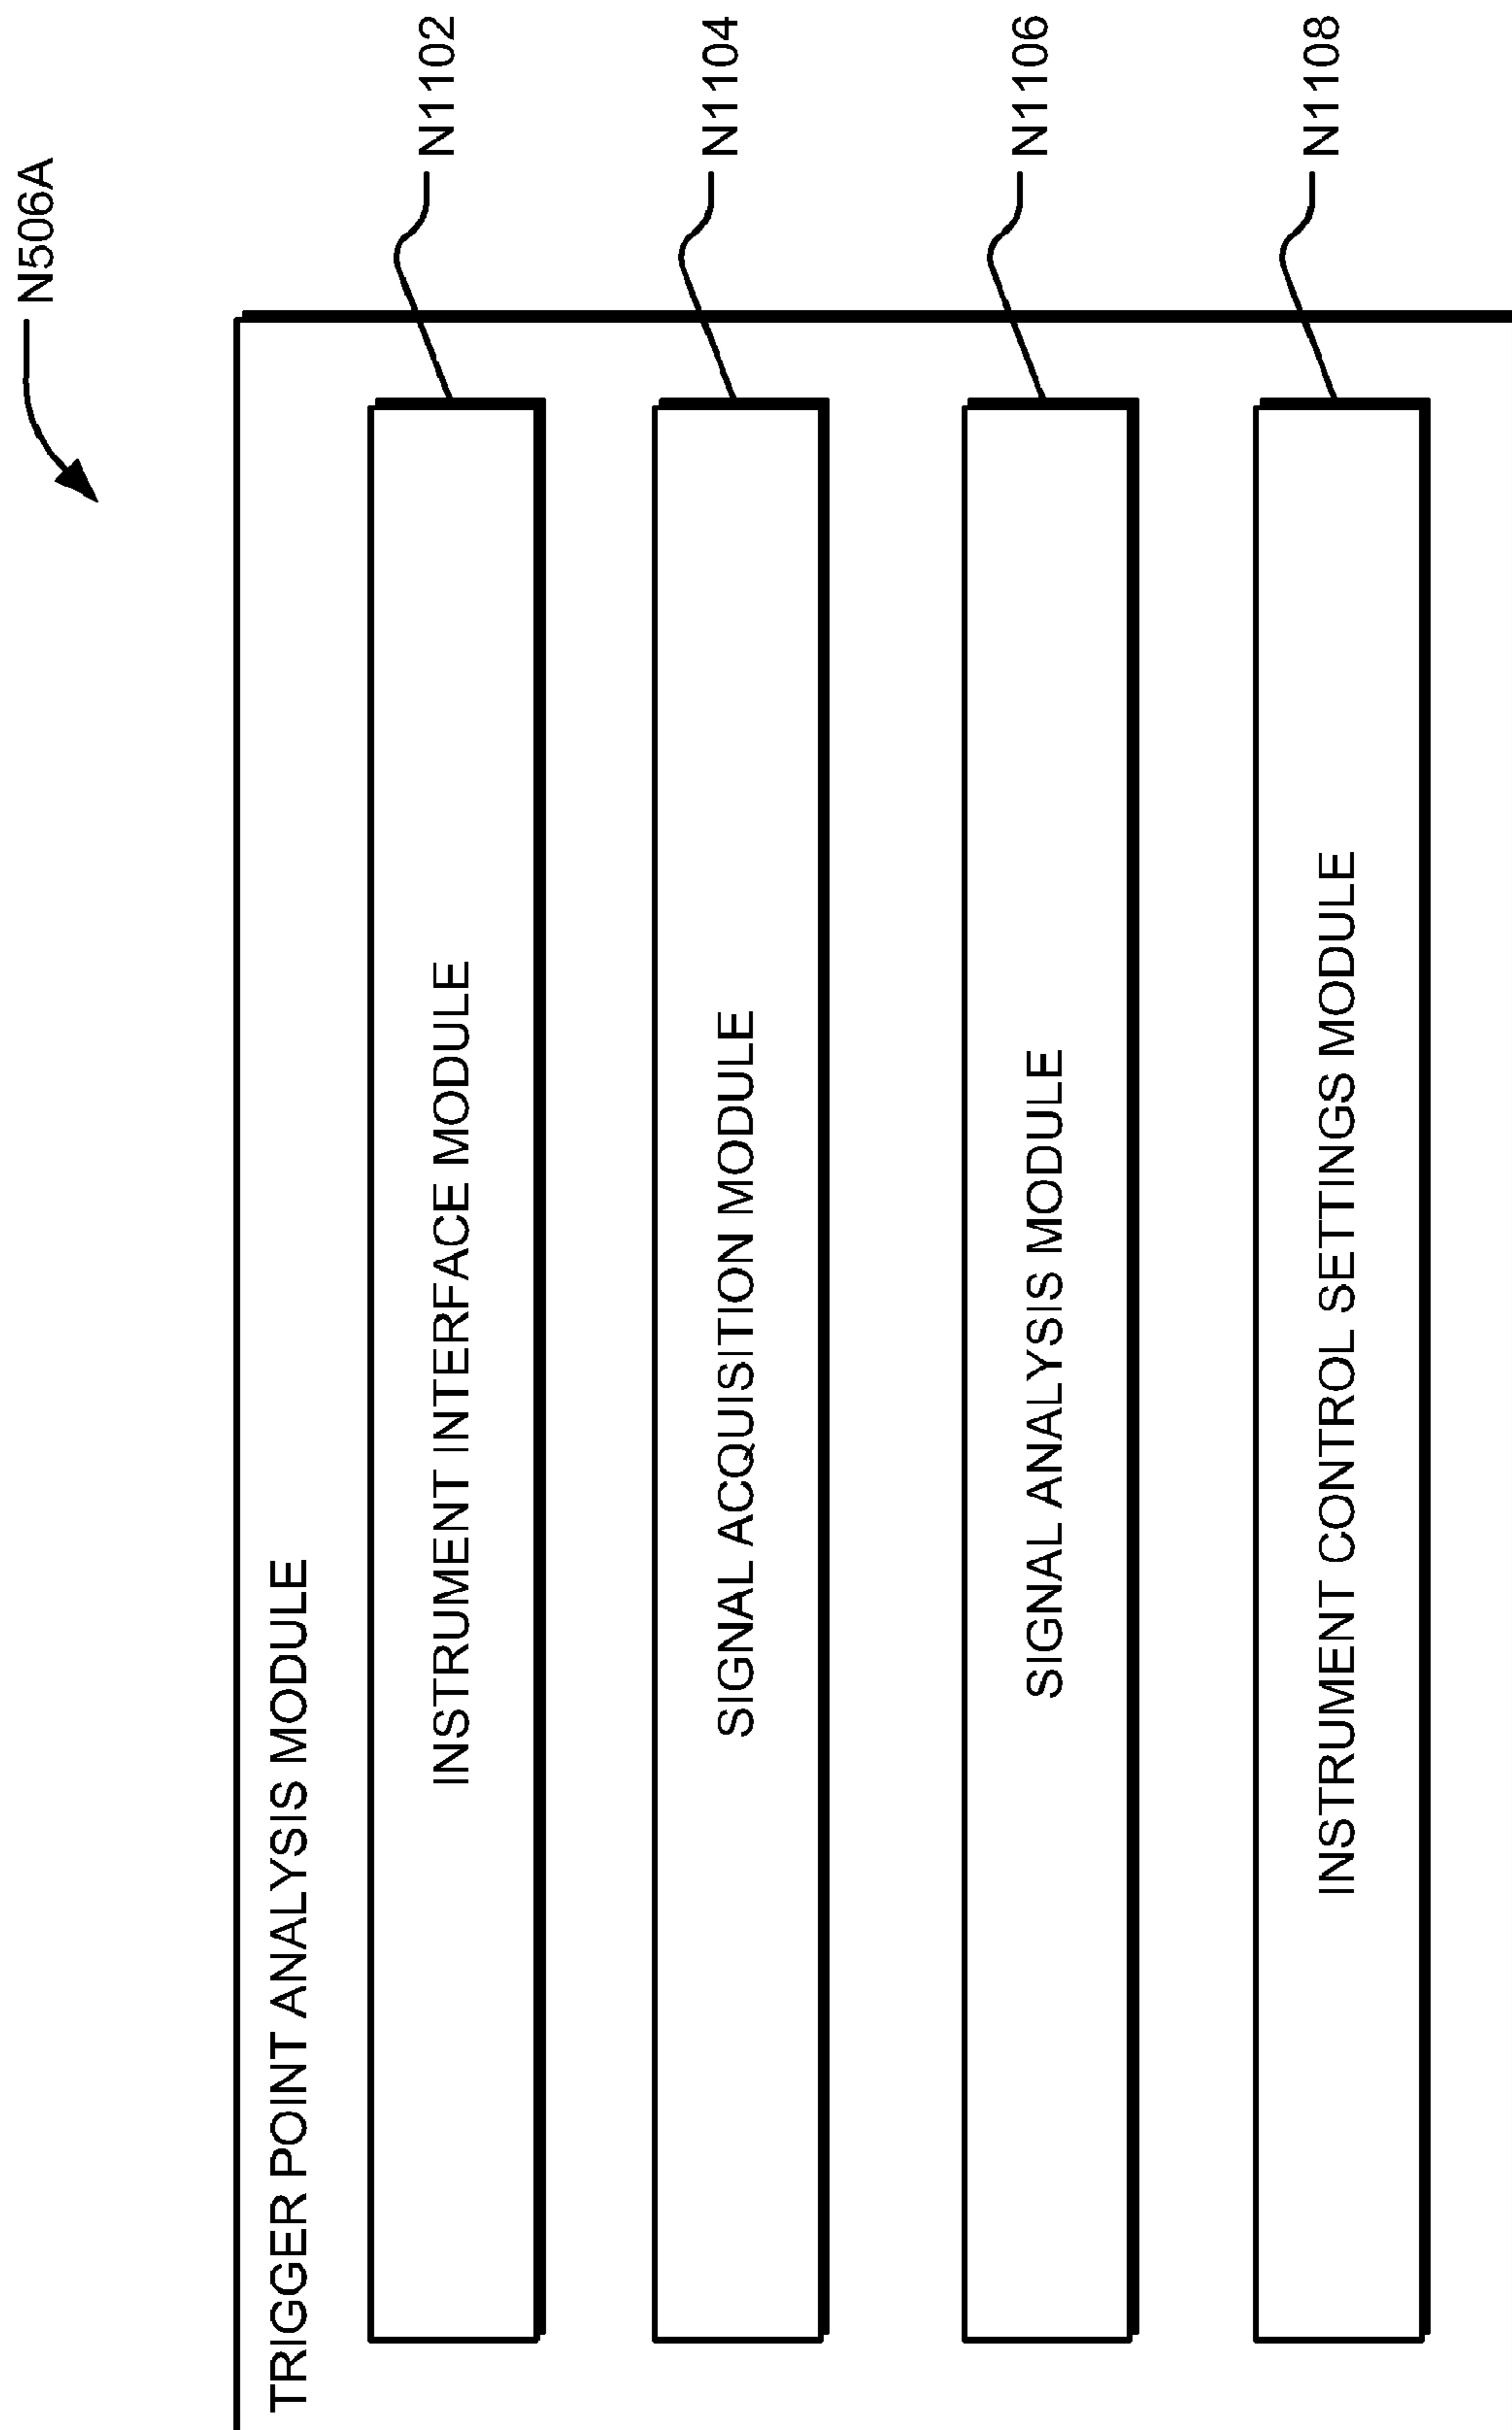 N506A
TRIGGER POINT ANALYSIS MODULE
INSTRUMENT INTERFACE MODULE
N1102
SIGNAL ACQUISITION MODULE
N1104
SIGNAL ANALYSIS MODULE
N1106
INSTRUMENT CONTROL SETTINGS MODULE
N1108